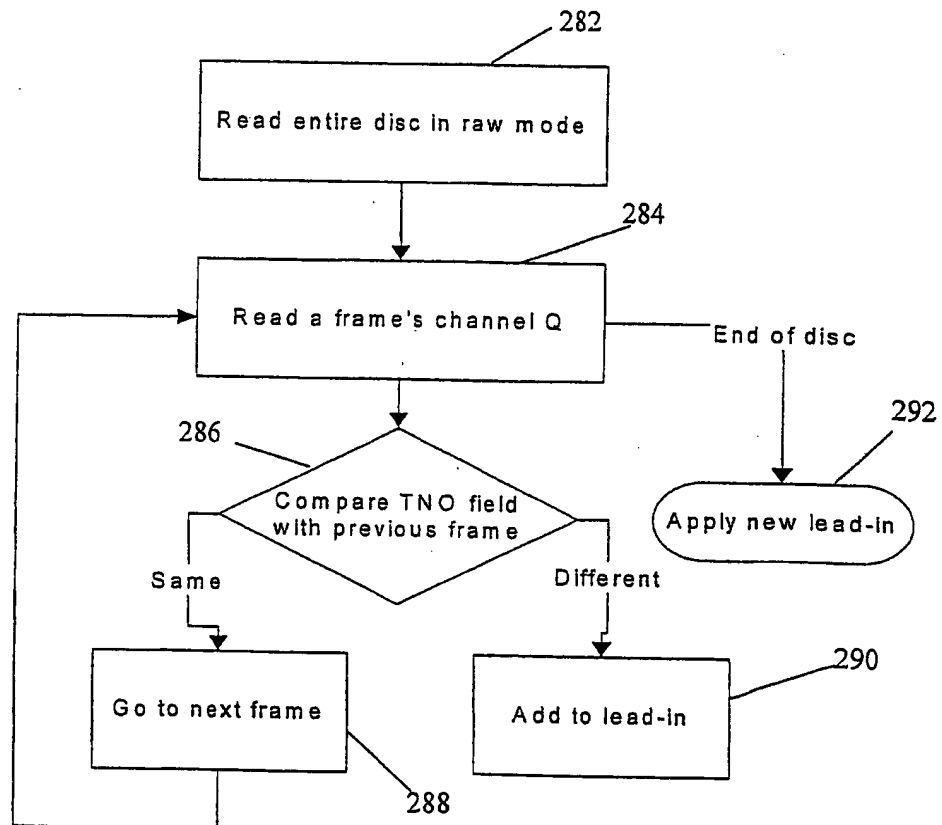 282
Read entire disc in raw mode
284
Read a frame's channel Q
End of disc
286
292
Compare TNO field
with previous frame
Apply new lead-in
Same
Different
290
Go to next frame
Add to lead-in
288